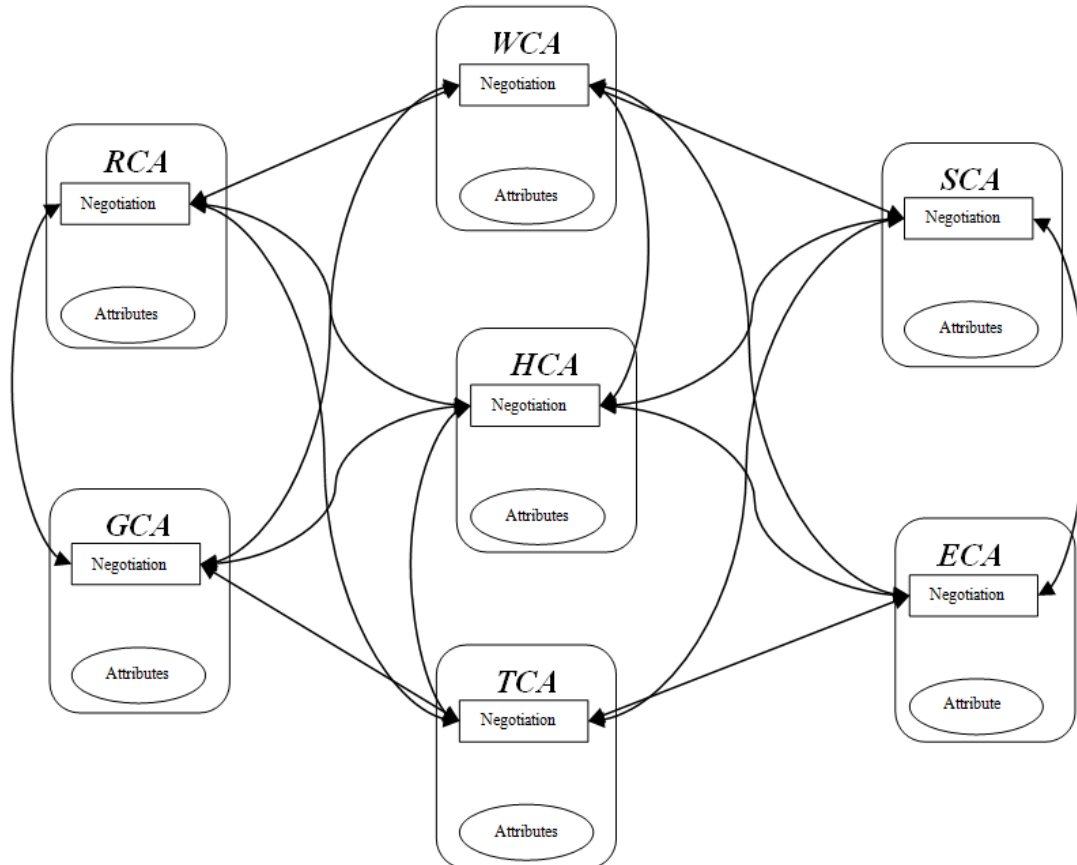 WCA
Negotiation
Attributes
RCA
Negotiation
Attributes
SCA
Negotiation
Attributes
HCA
Negotiation
Attributes
GCA
Negotiation
Attributes
ECA
Negotiation
Attribute
TCA
Negotiation
Attributes